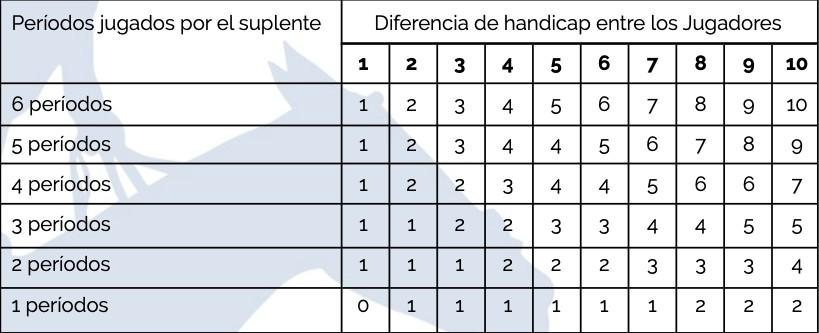 Períodos jugados por el suplente Diferencia de handicap entre los Jugadores
1 2 3 4 5 6 7 8 9 10
6 períodos 1 2 3 4 5 6 7 8 9 10
5 períodos 1 2 3 4 4 5 6 7 8 9
4 períodos 1 2 2 3 4 4 5 6 6 7
3 períodos 1 1 2 2 3 3 4 4 5 5
2 períodos 1 1 1 2 2 2 3 3 3 4
1 períodos 0 1 1 1 1 1 1 2 2 2